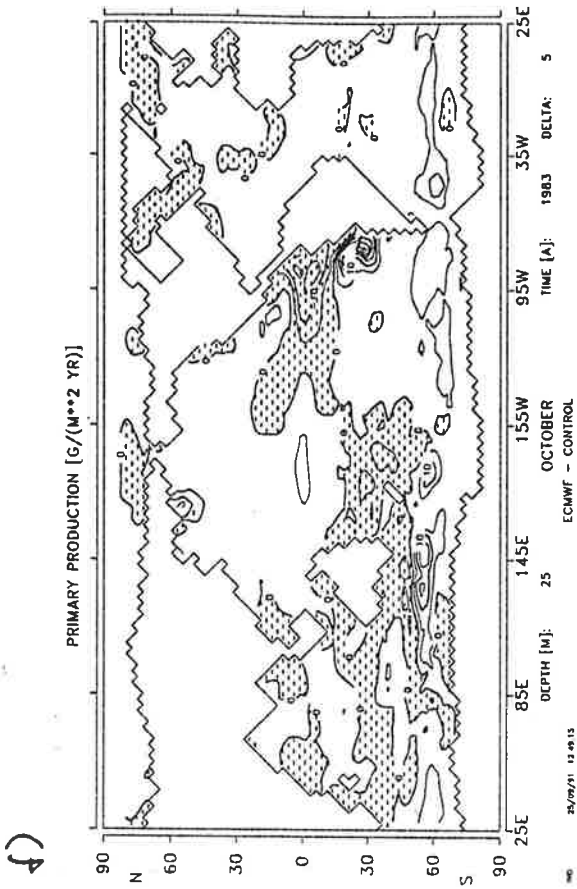 PRIMARY PRODUCTION [G/(M**2 YR)]
90
N
60
30
0
30
60
S
90
25E
85E
145E
155W
95W
35W
25E
DEPTH [M]: 25 OCTOBER TIME [A]: 1983 DELTA: 5
ECMWF - CONTROL